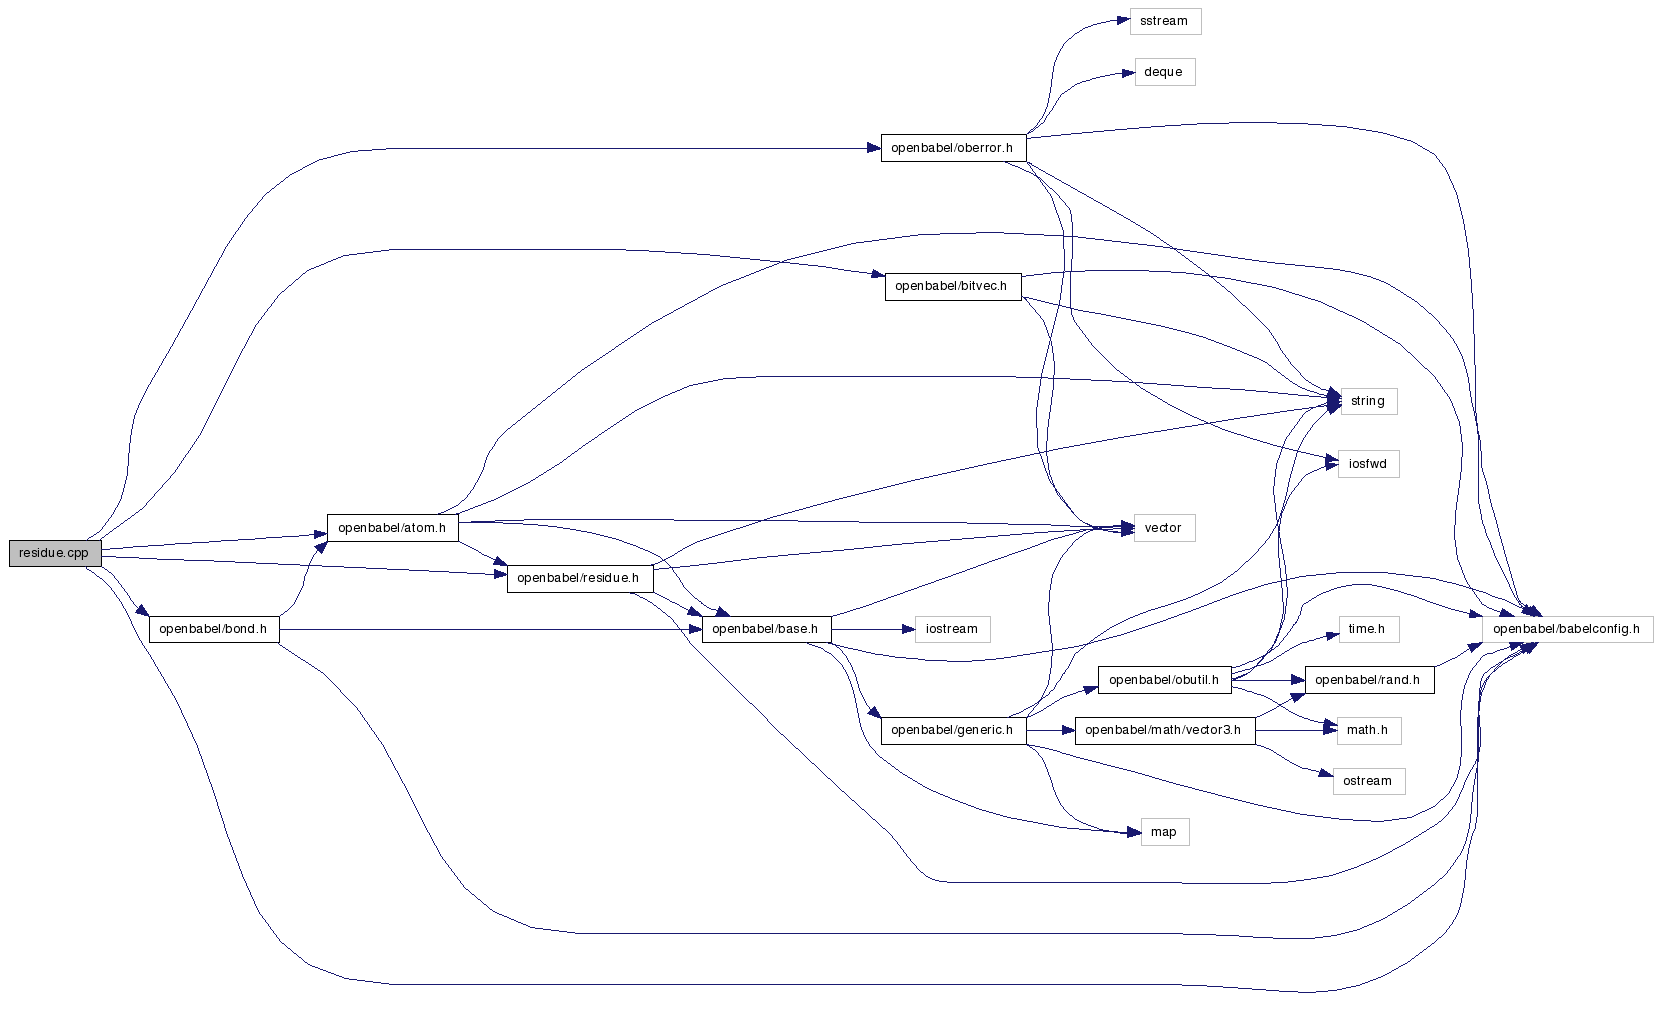 sstream
deque
openbabel/oberror.h
openbabel/bitvec.h
string
iosfwd
openbabel/atom.h
vector
residue.cpp
openbabel/residue.h
openbabel/bond.h
openbabel/base.h
iostream
time.h
openbabel/babelconfig.h
openbabel/obutil.h
openbabel/rand.h
openbabel/generic.h
openbabel/math/vector3.h
math.h
ostream
map